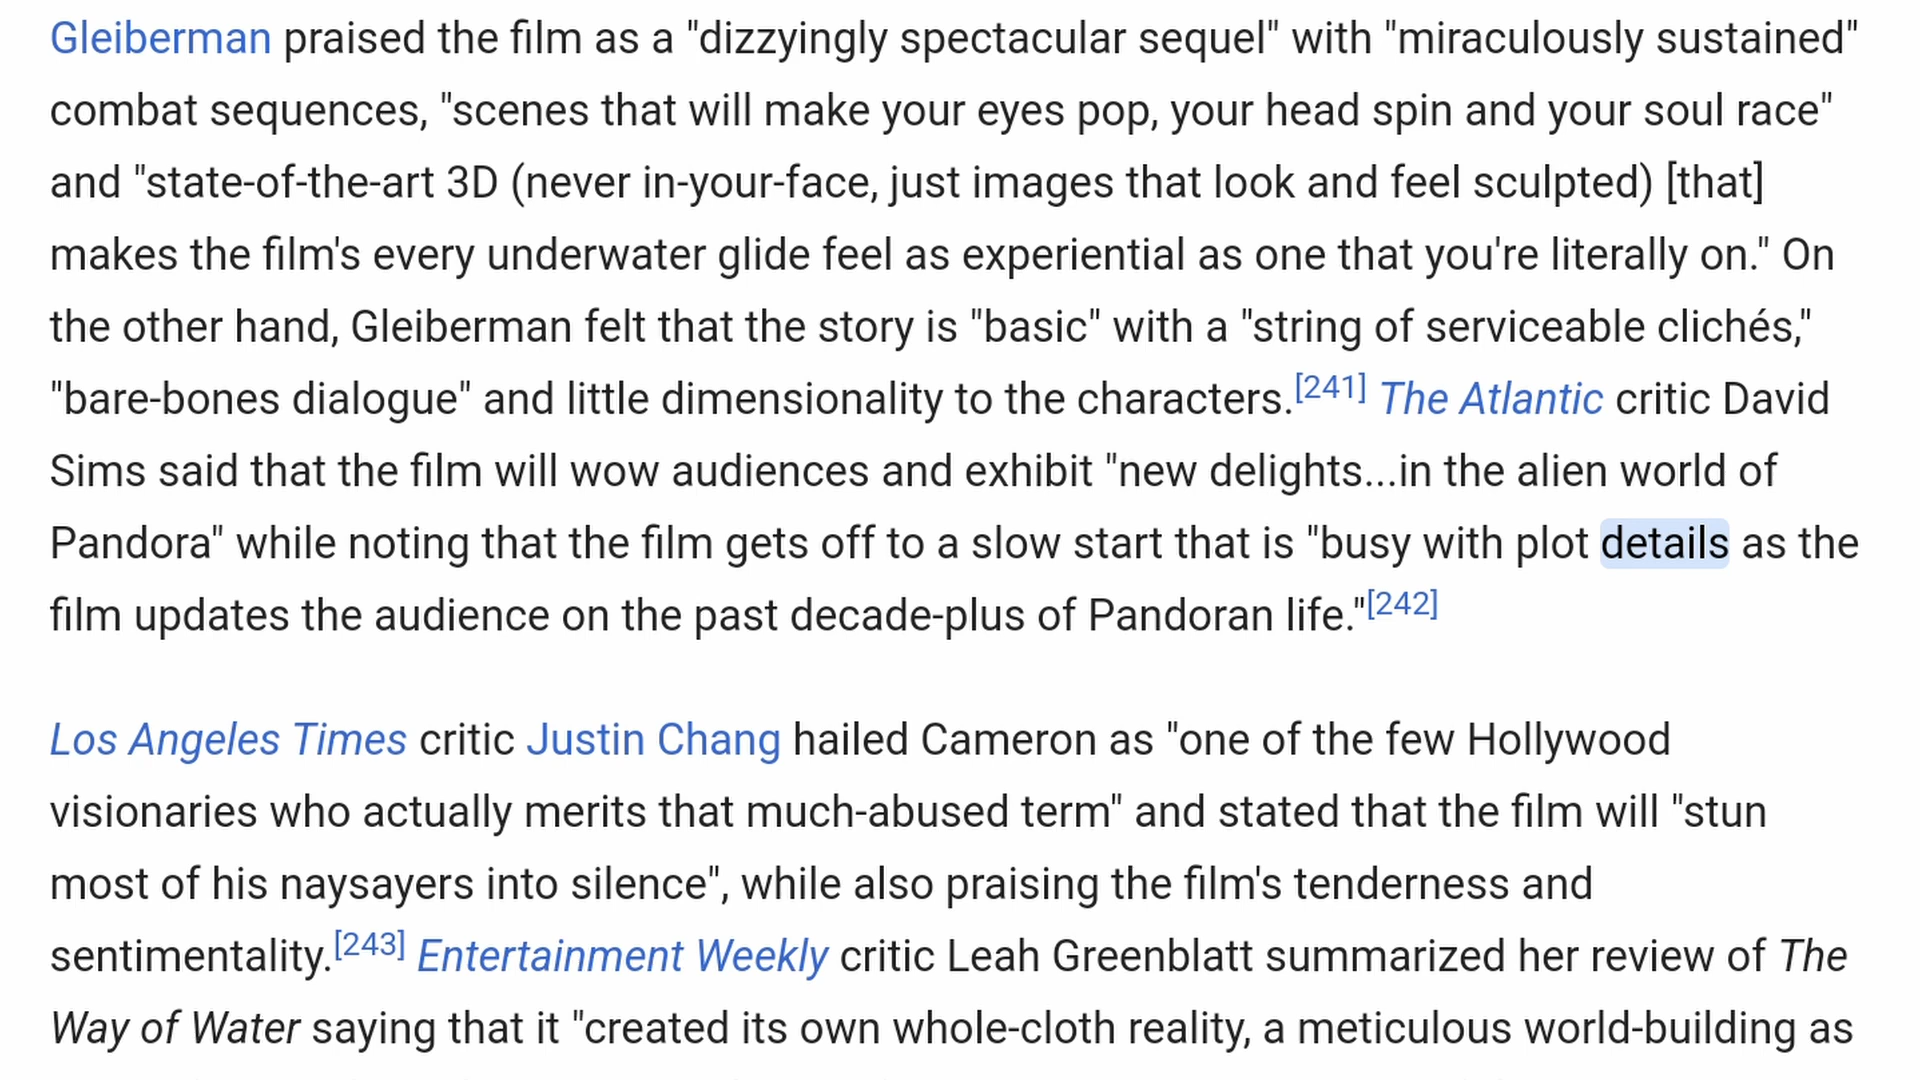 Gleiberman praised the film as a "dizzyingly spectacular sequel" with "miraculously sustained"
combat sequences, "scenes that will make your eyes pop, your head spin and your soul race"
and "state-of-the-art 3D (never in-your-face, just images that look and feel sculpted) [that]
makes the film's every underwater glide feel as experiential as one that you're literally on." On
the other hand, Gleiberman felt that the story is "basic" with a "string of serviceable clichés,"
"bare-bones dialogue" and little dimensionality to the characters.[241] The Atlantic critic David
Sims said that the film will wow audiences and exhibit "new delights...in the alien world of
Pandora" while noting that the film gets off to a slow start that is "busy with plot details as the
film updates the audience on the past decade-plus of Pandoran life."[242]
Los Angeles Times critic Justin Chang hailed Cameron as "one of the few Hollywood
visionaries who actually merits that much-abused term" and stated that the film will "stun
most of his naysayers into silence", while also praising the film's tenderness and
sentimentality.[243] Entertainment Weekly critic Leah Greenblatt summarized her review of The
Way of Water saying that it "created its own whole-cloth reality, a meticulous world-building as